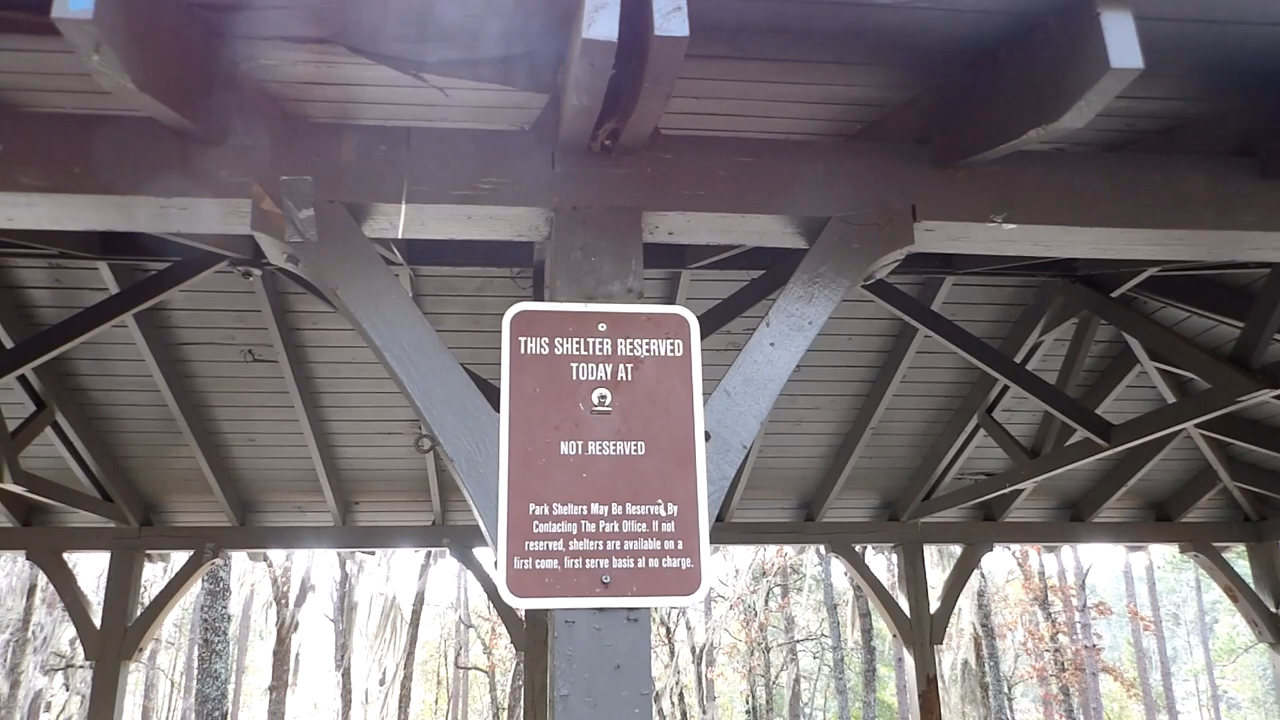 THIS SHELTER RESERVED
TODAY AT
NOT RESERVED
Park Shelters May Be Reserved By
Contacting The Park Office. If not
reserved, shelters are available on a
first come, first serve basis at no charge.